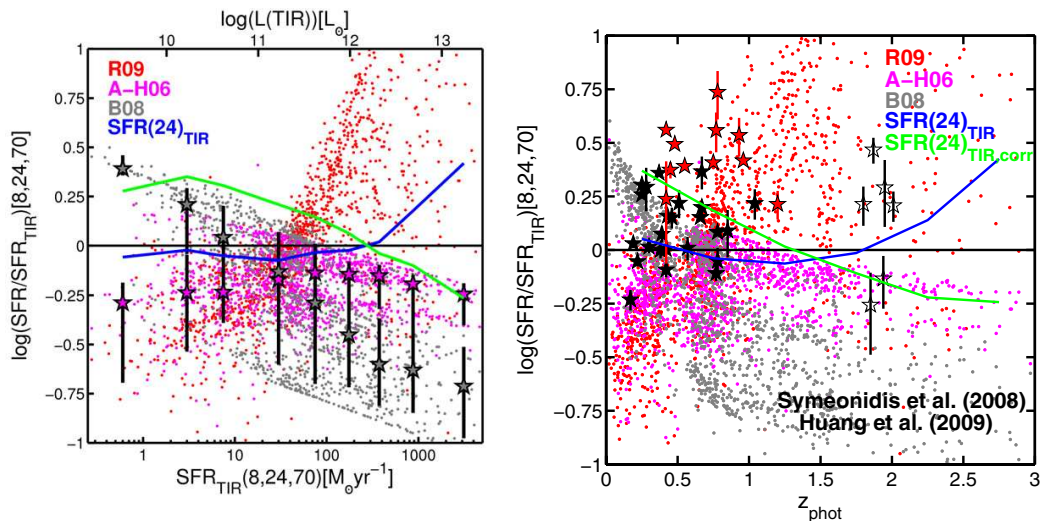 log(L(TIR))[L⊙]
10 11 12 13
R09
A-H06
B08
SFR(24)TIR
1
0.75
0.5
0.25
0
−0.25
−0.5
−0.75
−1
log(SFR/SFRTIR)[8,24,70]
1 10 100 1000
SFRTIR(8,24,70)[M⊙yr−1]
R09
A-H06
B08
SFR(24)TIR
SFR(24)TIR,corr
1
0.75
0.5
0.25
0
−0.25
−0.5
−0.75
−1
log(SFR/SFRTIR)[8,24,70]
Symeonidis et al. (2008)
Huang et al. (2009)
0 0.5 1 1.5 2 2.5 3
zphot